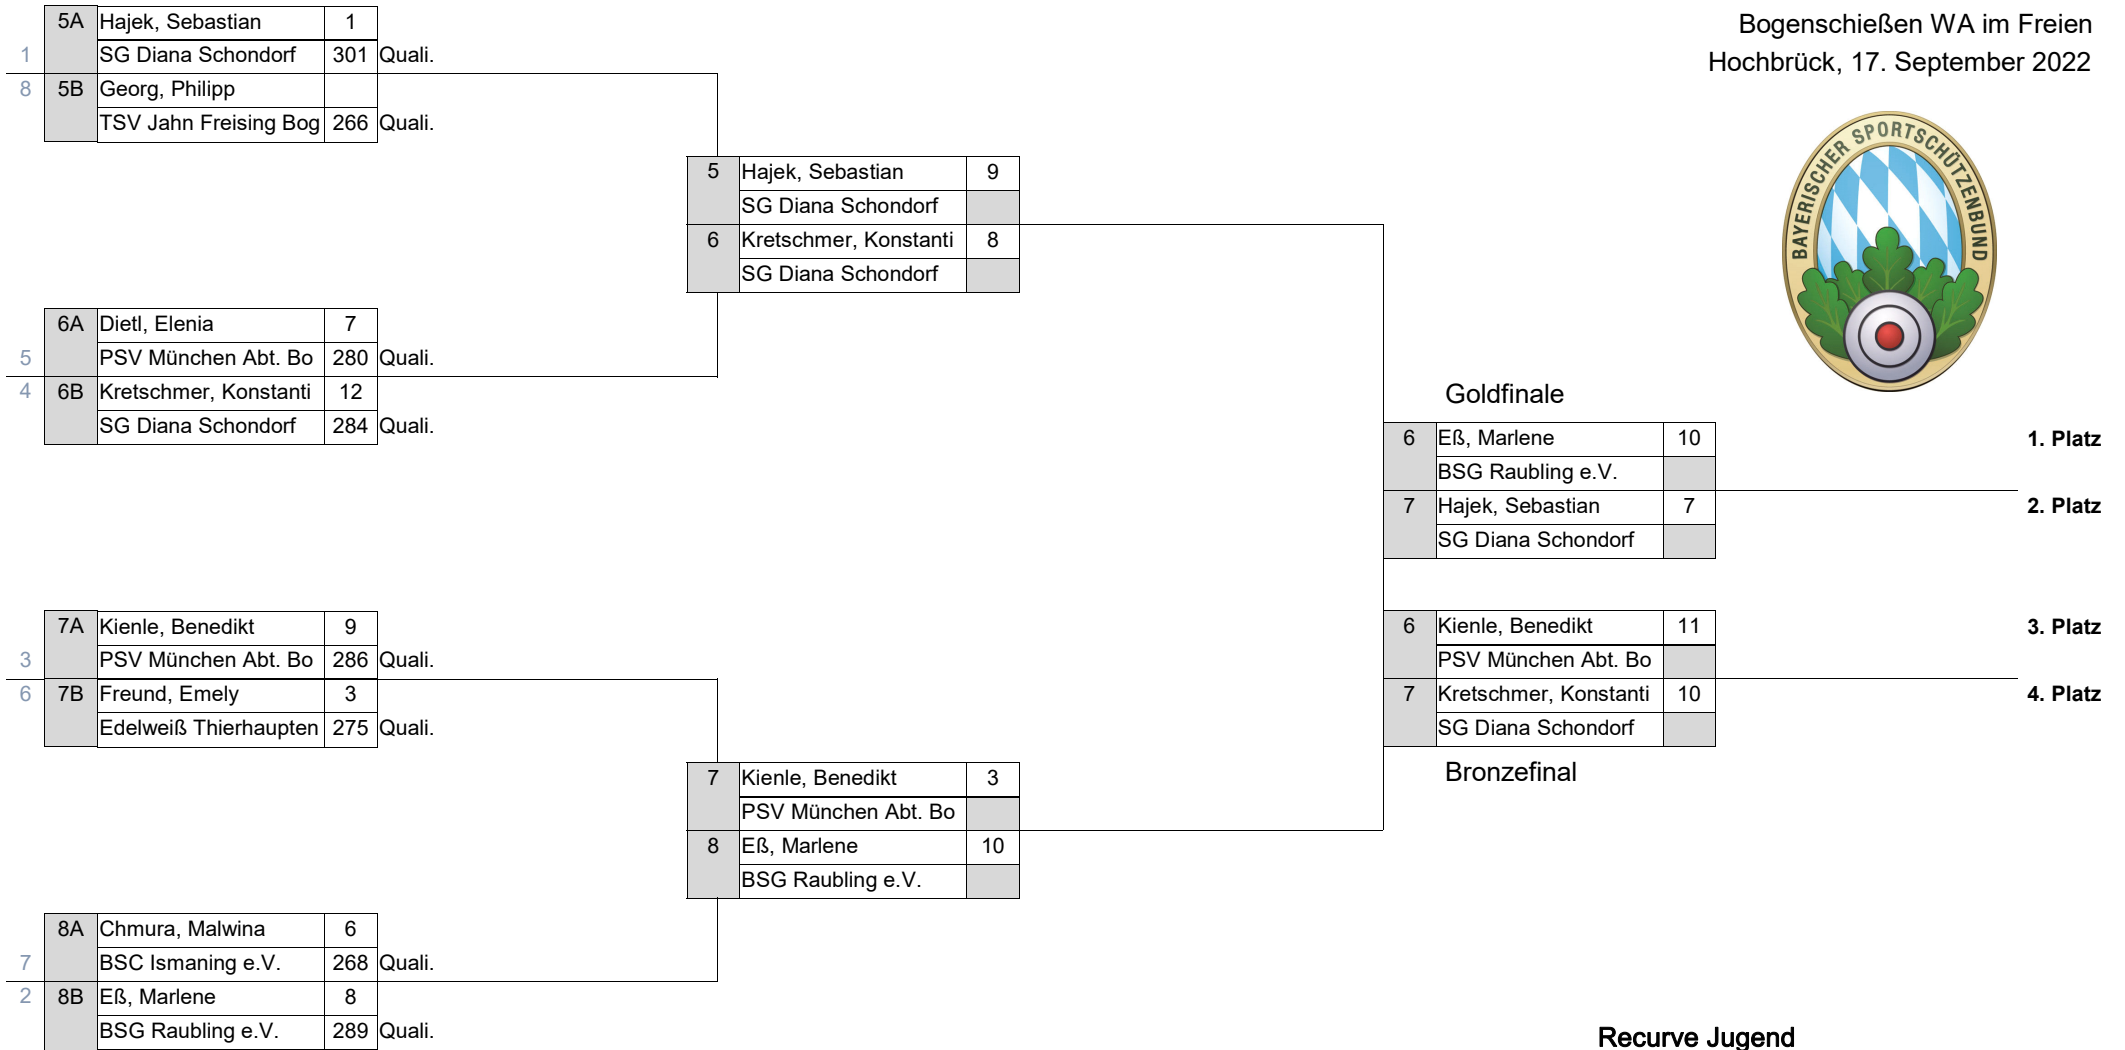 Bogenschießen WA im Freien
Hochbrück, 17. September 2022
BAYERISCHER SPORTSCHÜTZENBUND
5A Hajek, Sebastian 1
1 SG Diana Schondorf 301 Quali.
8 5B Georg, Philipp
TSV Jahn Freising Bog 266 Quali.
6A Dietl, Elenia 7
5 PSV München Abt. Bo 280 Quali.
4 6B Kretschmer, Konstanti 12
SG Diana Schondorf 284 Quali.
7A Kienle, Benedikt 9
3 PSV München Abt. Bo 286 Quali.
6 7B Freund, Emely 3
Edelweiß Thierhaupten 275 Quali.
8A Chmura, Malwina 6
7 BSC Ismaning e.V. 268 Quali.
2 8B Eß, Marlene 8
BSG Raubling e.V. 289 Quali.
5 Hajek, Sebastian 9
SG Diana Schondorf
6 Kretschmer, Konstanti 8
SG Diana Schondorf
7 Kienle, Benedikt 3
PSV München Abt. Bo
8 Eß, Marlene 10
BSG Raubling e.V.
Goldfinale
6 Eß, Marlene 10 1. Platz
BSG Raubling e.V.
7 Hajek, Sebastian 7 2. Platz
SG Diana Schondorf
6 Kienle, Benedikt 11 3. Platz
PSV München Abt. Bo
7 Kretschmer, Konstanti 10 4. Platz
SG Diana Schondorf
Bronzefinal
Recurve Jugend